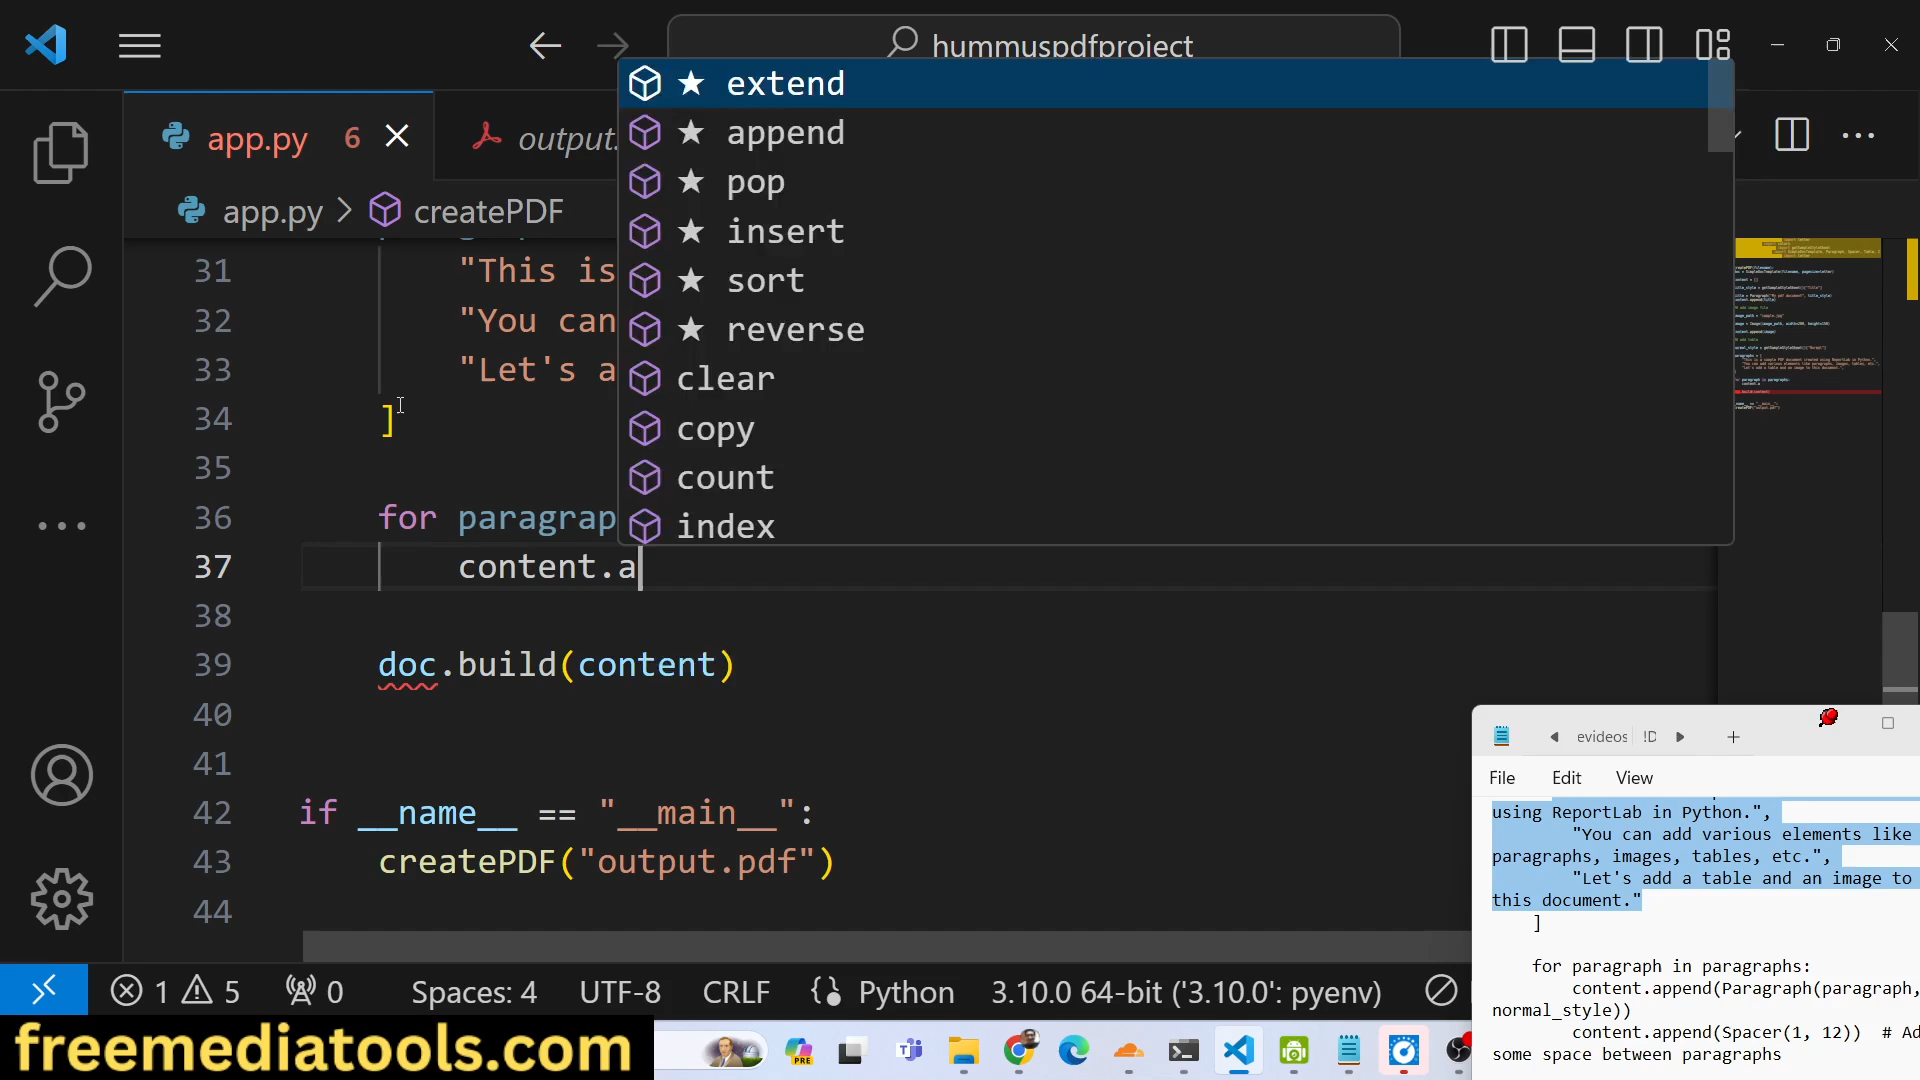 hummuspdfproject
app.py 6
output.
app.py > createPDF
★ extend
★ append
★ pop
★ insert
★ sort
★ reverse
clear
copy
count
index
31 "This is
32 "You can
33 "Let's a
34 ]
35
36 for paragrap
37 content.a
38
39 doc.build(content)
40
41
42 if __name__ == "__main__":
43 createPDF("output.pdf")
44
evideos !D +
File Edit View
using ReportLab in Python.",
"You can add various elements like
paragraphs, images, tables, etc.",
"Let's add a table and an image to
this document."
]
for paragraph in paragraphs:
content.append(Paragraph(paragraph,
normal_style))
content.append(Spacer(1, 12)) # Ad
some space between paragraphs
1 5 0 Spaces: 4 UTF-8 CRLF {} Python 3.10.0 64-bit ('3.10.0': pyenv)
freemediatools.com
PRE